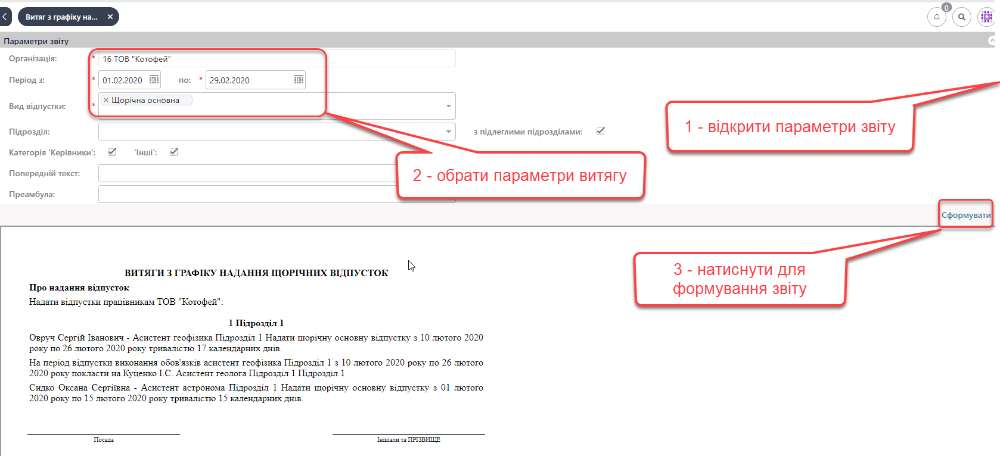 Витяг з графіку на...
0
Параметри звіту
Організація: * 16 ТОВ "Котофей"
Період з: * 01.02.2020 по: * 29.02.2020
Вид відпустки: * × Щорічна основна
Підрозділ: з підлеглими підрозділами:
Категорія 'Керівники': 'Інші':
Попередній текст:
Преамбула:
1 - відкрити параметри звіту
2 - обрати параметри витягу
Сформувати
3 - натиснути для
формування звіту
ВИТЯГИ З ГРАФІКУ НАДАННЯ ЩОРІЧНИХ ВІДПУСТОК
Про надання відпусток
Надати відпустки працівникам ТОВ "Котофей":
1 Підрозділ 1
Овруч Сергій Іванович - Асистент геофізика Підрозділ 1 Надати щорічну основну відпустку з 10 лютого 2020
року по 26 лютого 2020 року тривалістю 17 календарних днів.
На період відпустки виконання обов'язків асистент геофізика Підрозділ 1 з 10 лютого 2020 року по 26 лютого
2020 року покласти на Куценко І.С. Асистент геолога Підрозділ 1 Підрозділ 1
Сидко Оксана Сергіївна - Асистент астронома Підрозділ 1 Надати щорічну основну відпустку з 01 лютого
2020 року по 15 лютого 2020 року тривалістю 15 календарних днів.
Посада Ініціали та ПРІЗВИЩЕ